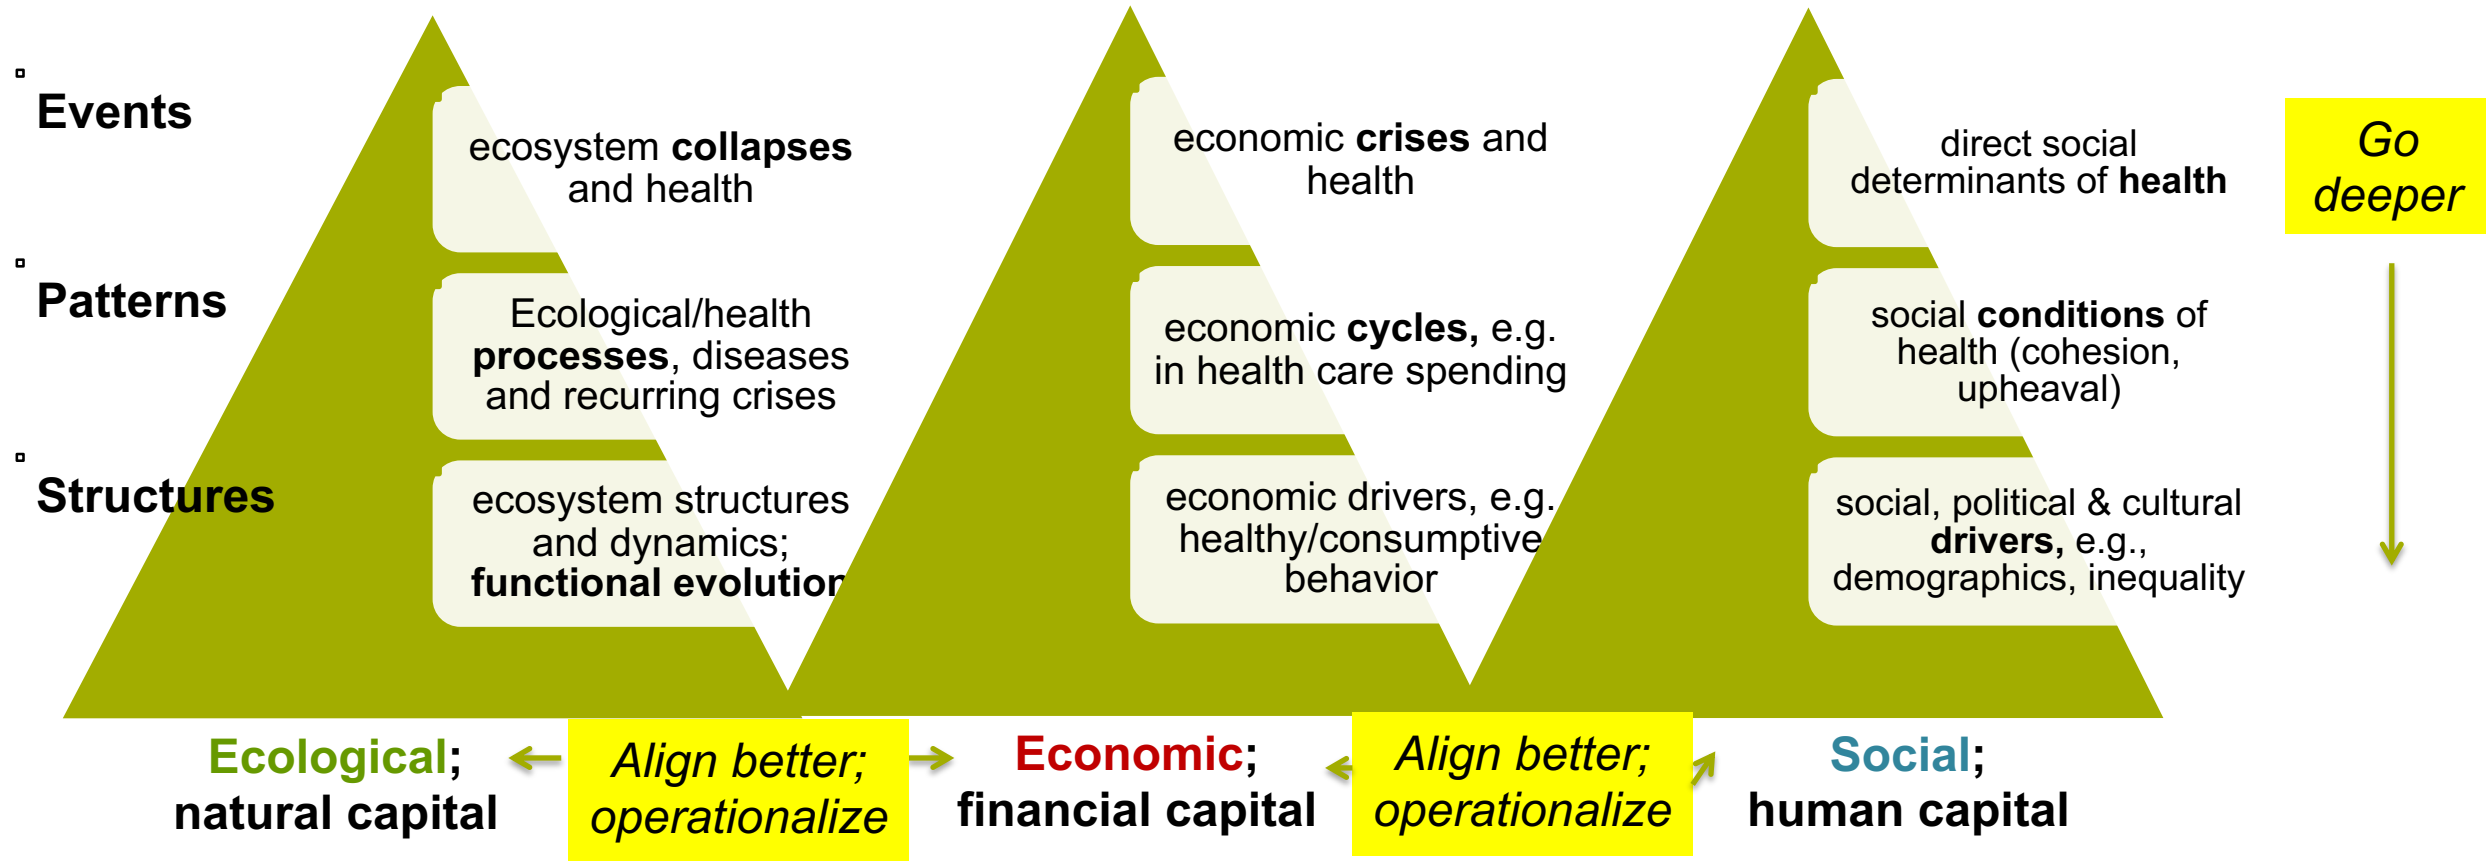 Events
ecosystem collapses
and health
economic crises and
health
direct social
determinants of health
Go
deeper
Patterns
Ecological/health
processes, diseases
and recurring crises
economic cycles, e.g.
in health care spending
social conditions of
health (cohesion,
upheaval)
Structures
ecosystem structures
and dynamics;
functional evolution
economic drivers, e.g.
healthy/consumptive
behavior
social, political & cultural
drivers, e.g.,
demographics, inequality
Ecological;
natural capital
Align better;
operationalize
Economic;
financial capital
Align better;
operationalize
Social;
human capital